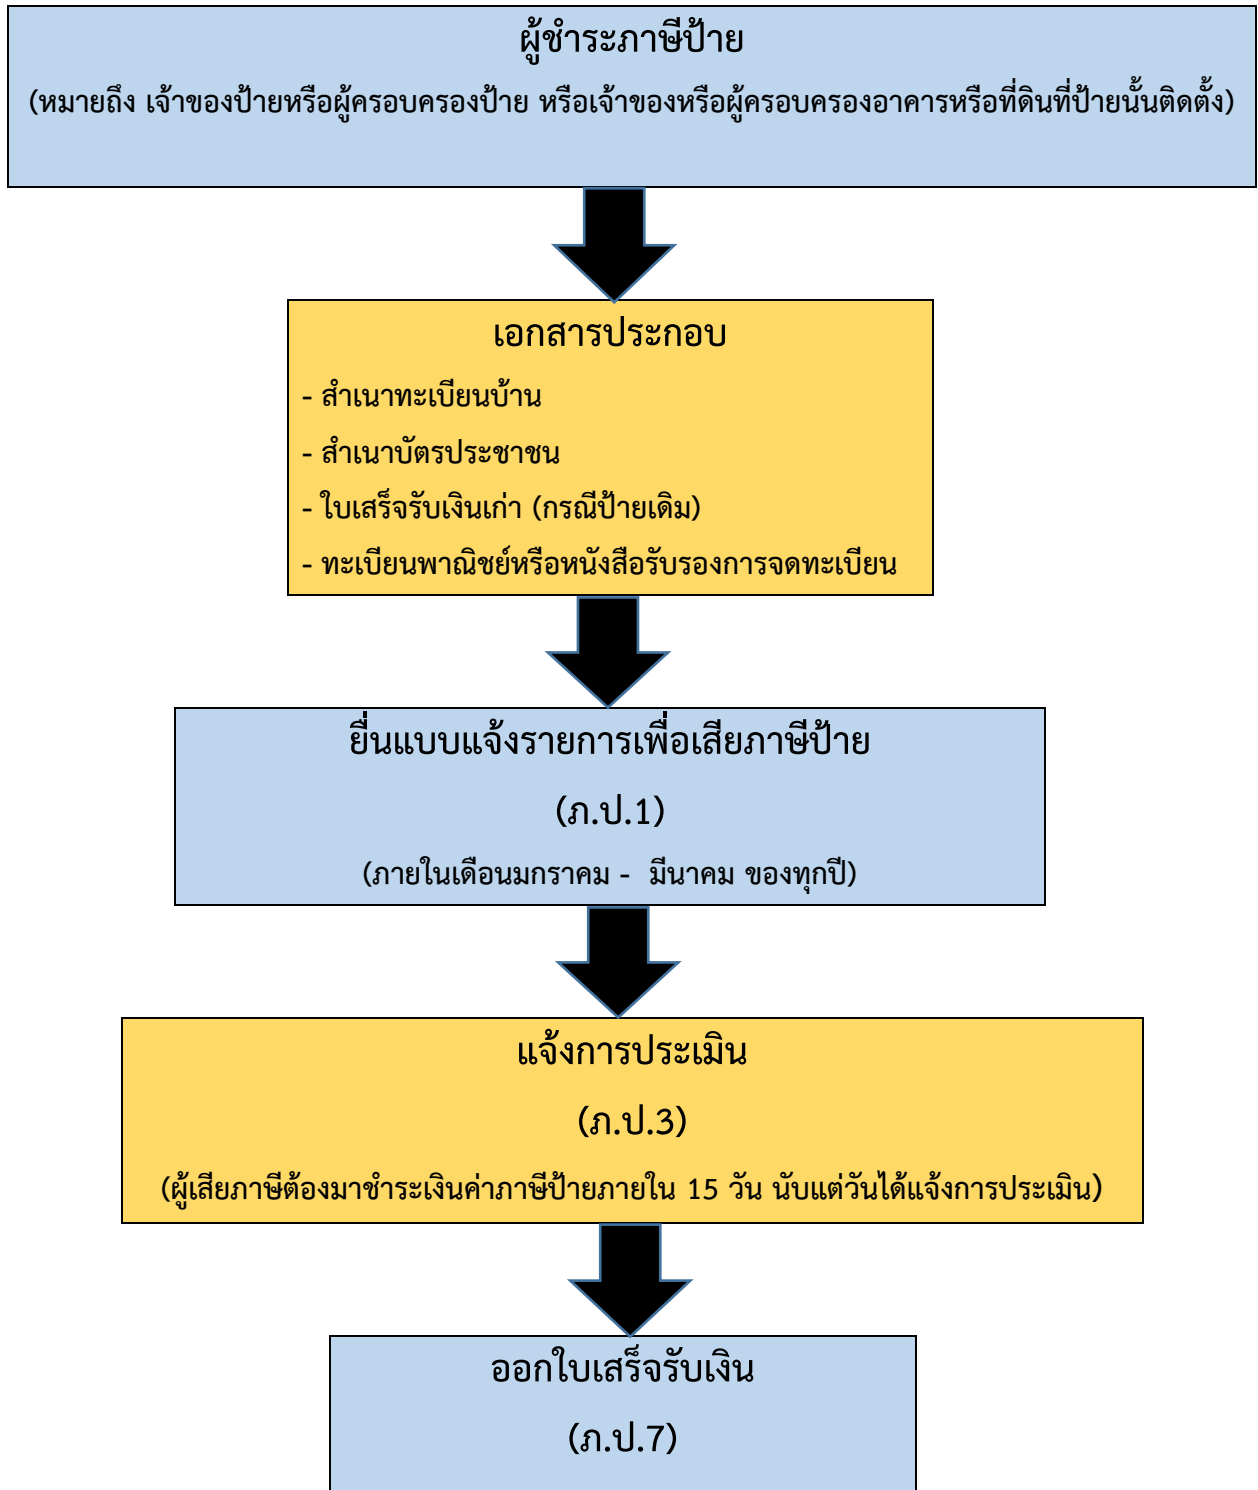 ผู้ชำระภาษีป้าย
(หมายถึง เจ้าของป้ายหรือผู้ครอบครองป้าย หรือเจ้าของหรือผู้ครอบครองอาคารหรือที่ดินที่ป้ายนั้นติดตั้ง)
เอกสารประกอบ
- สำเนาทะเบียนบ้าน
- สำเนาบัตรประชาชน
- ใบเสร็จรับเงินเก่า (กรณีป้ายเดิม)
- ทะเบียนพาณิชย์หรือหนังสือรับรองการจดทะเบียน
ยื่นแบบแจ้งรายการเพื่อเสียภาษีป้าย
(ภ.ป.1)
(ภายในเดือนมกราคม - มีนาคม ของทุกปี)
แจ้งการประเมิน
(ภ.ป.3)
(ผู้เสียภาษีต้องมาชำระเงินค่าภาษีป้ายภายใน 15 วัน นับแต่วันได้แจ้งการประเมิน)
ออกใบเสร็จรับเงิน
(ภ.ป.7)